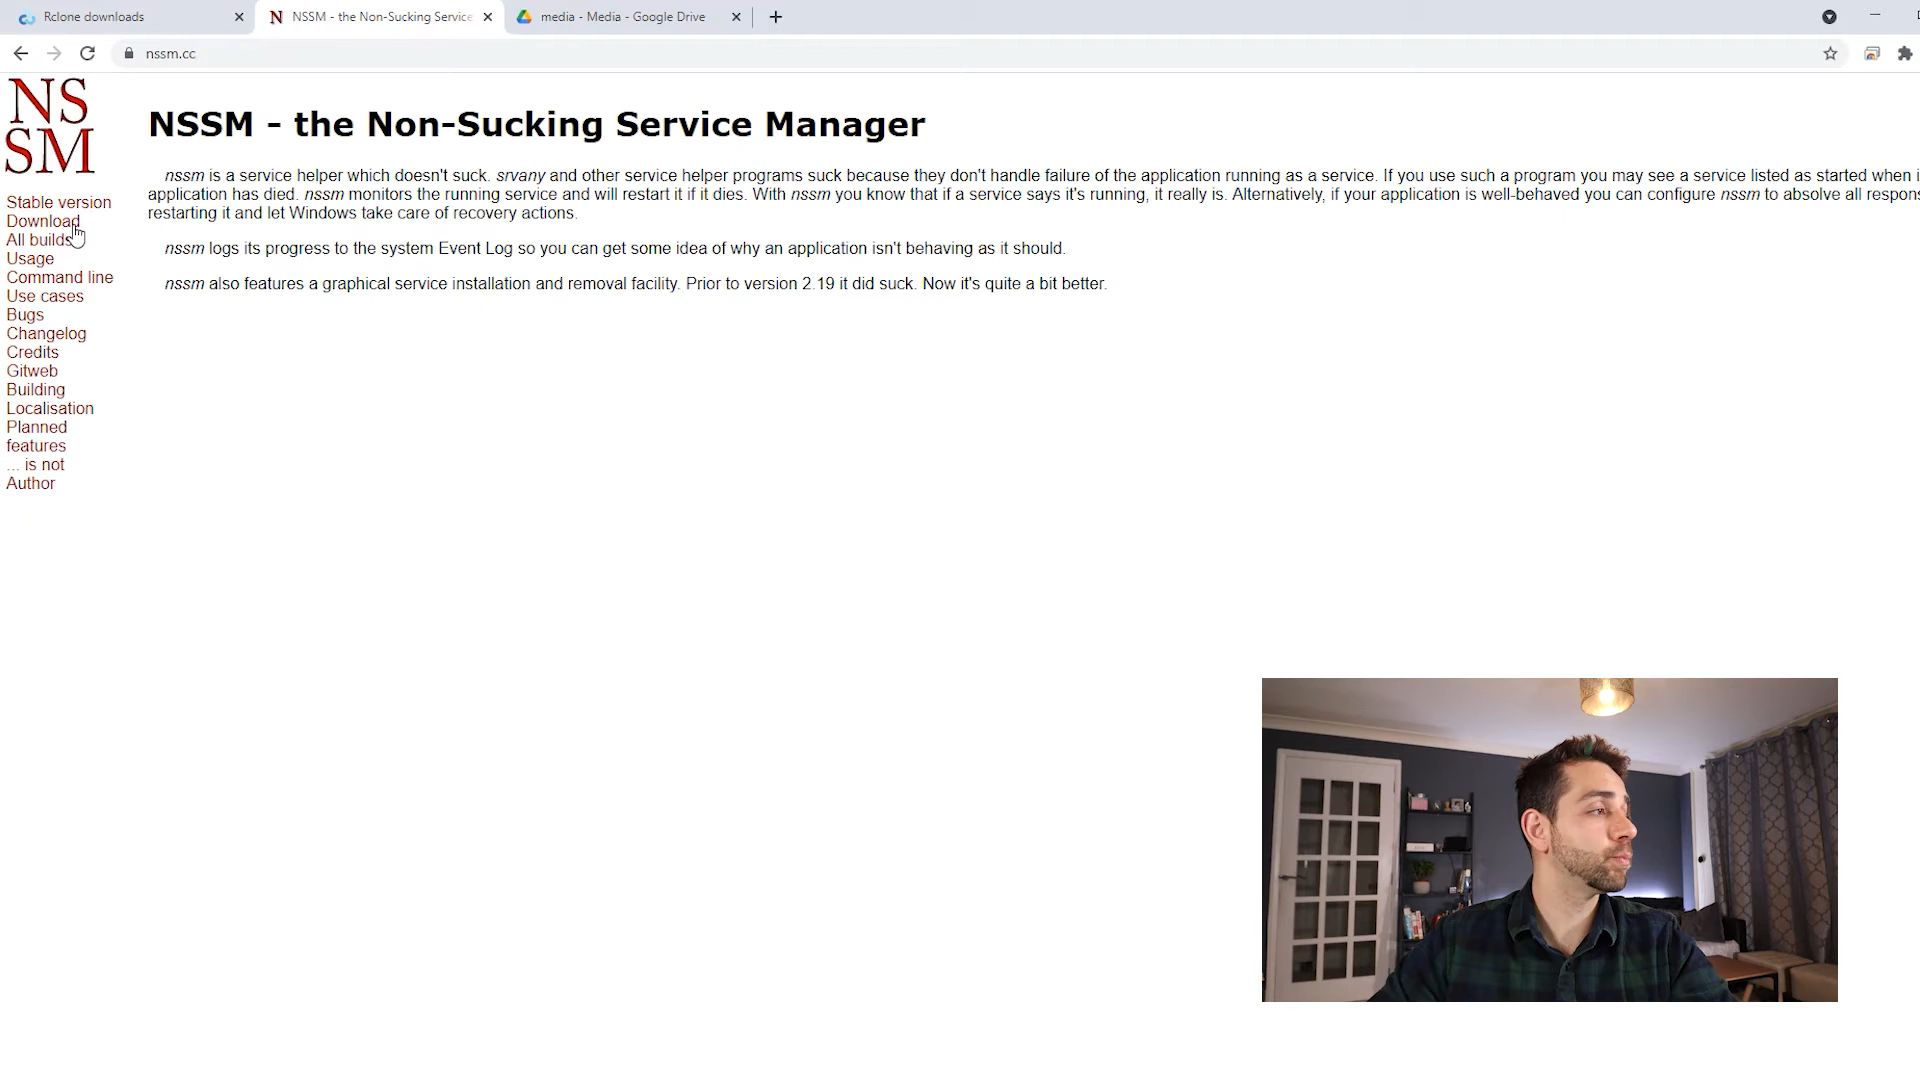 Rclone downloads
NSSM - the Non-Sucking Service
media - Media - Google Drive
nssm.cc
NS
SM
NSSM - the Non-Sucking Service Manager
nssm is a service helper which doesn't suck. srvany and other service helper programs suck because they don't handle failure of the application running as a service. If you use such a program you may see a service listed as started when
application has died. nssm monitors the running service and will restart it if it dies. With nssm you know that if a service says it's running, it really is. Alternatively, if your application is well-behaved you can configure nssm to absolve all
restarting it and let Windows take care of recovery actions.
nssm logs its progress to the system Event Log so you can get some idea of why an application isn't behaving as it should.
nssm also features a graphical service installation and removal facility. Prior to version 2.19 it did suck. Now it's quite a bit better.
Stable version
Download
All builds
Usage
Command line
Use cases
Bugs
Changelog
Credits
Gitweb
Building
Localisation
Planned
features
... is not
Author